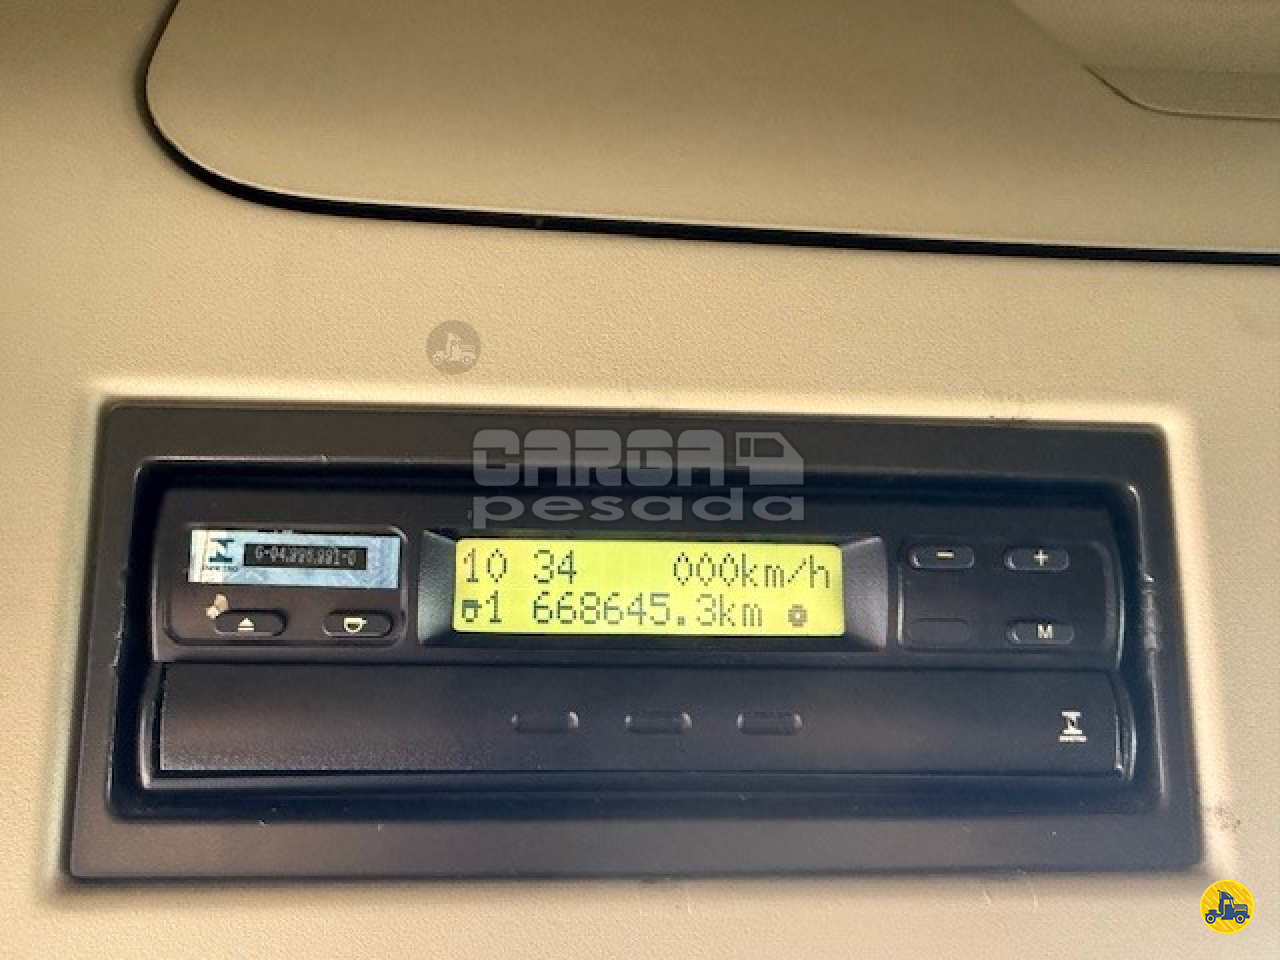 CARGA
pesada
10 34 000km/h
1 668645.3km
M